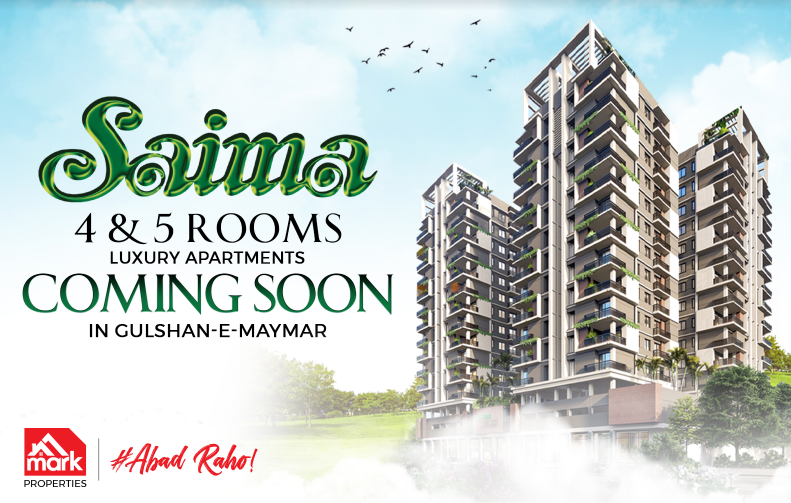 Saima
4 & 5 ROOMS
LUXURY APARTMENTS
COMING SOON
IN GULSHAN-E-MAYMAR
mark
PROPERTIES
#Abad Raho!